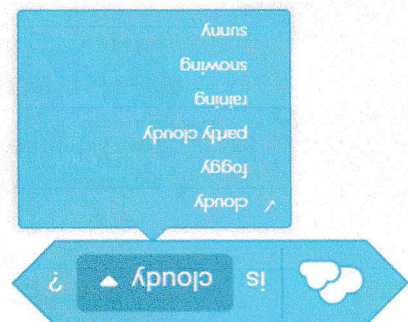 is cloudy ?
✓ cloudy
foggy
partly cloudy
raining
snowing
sunny